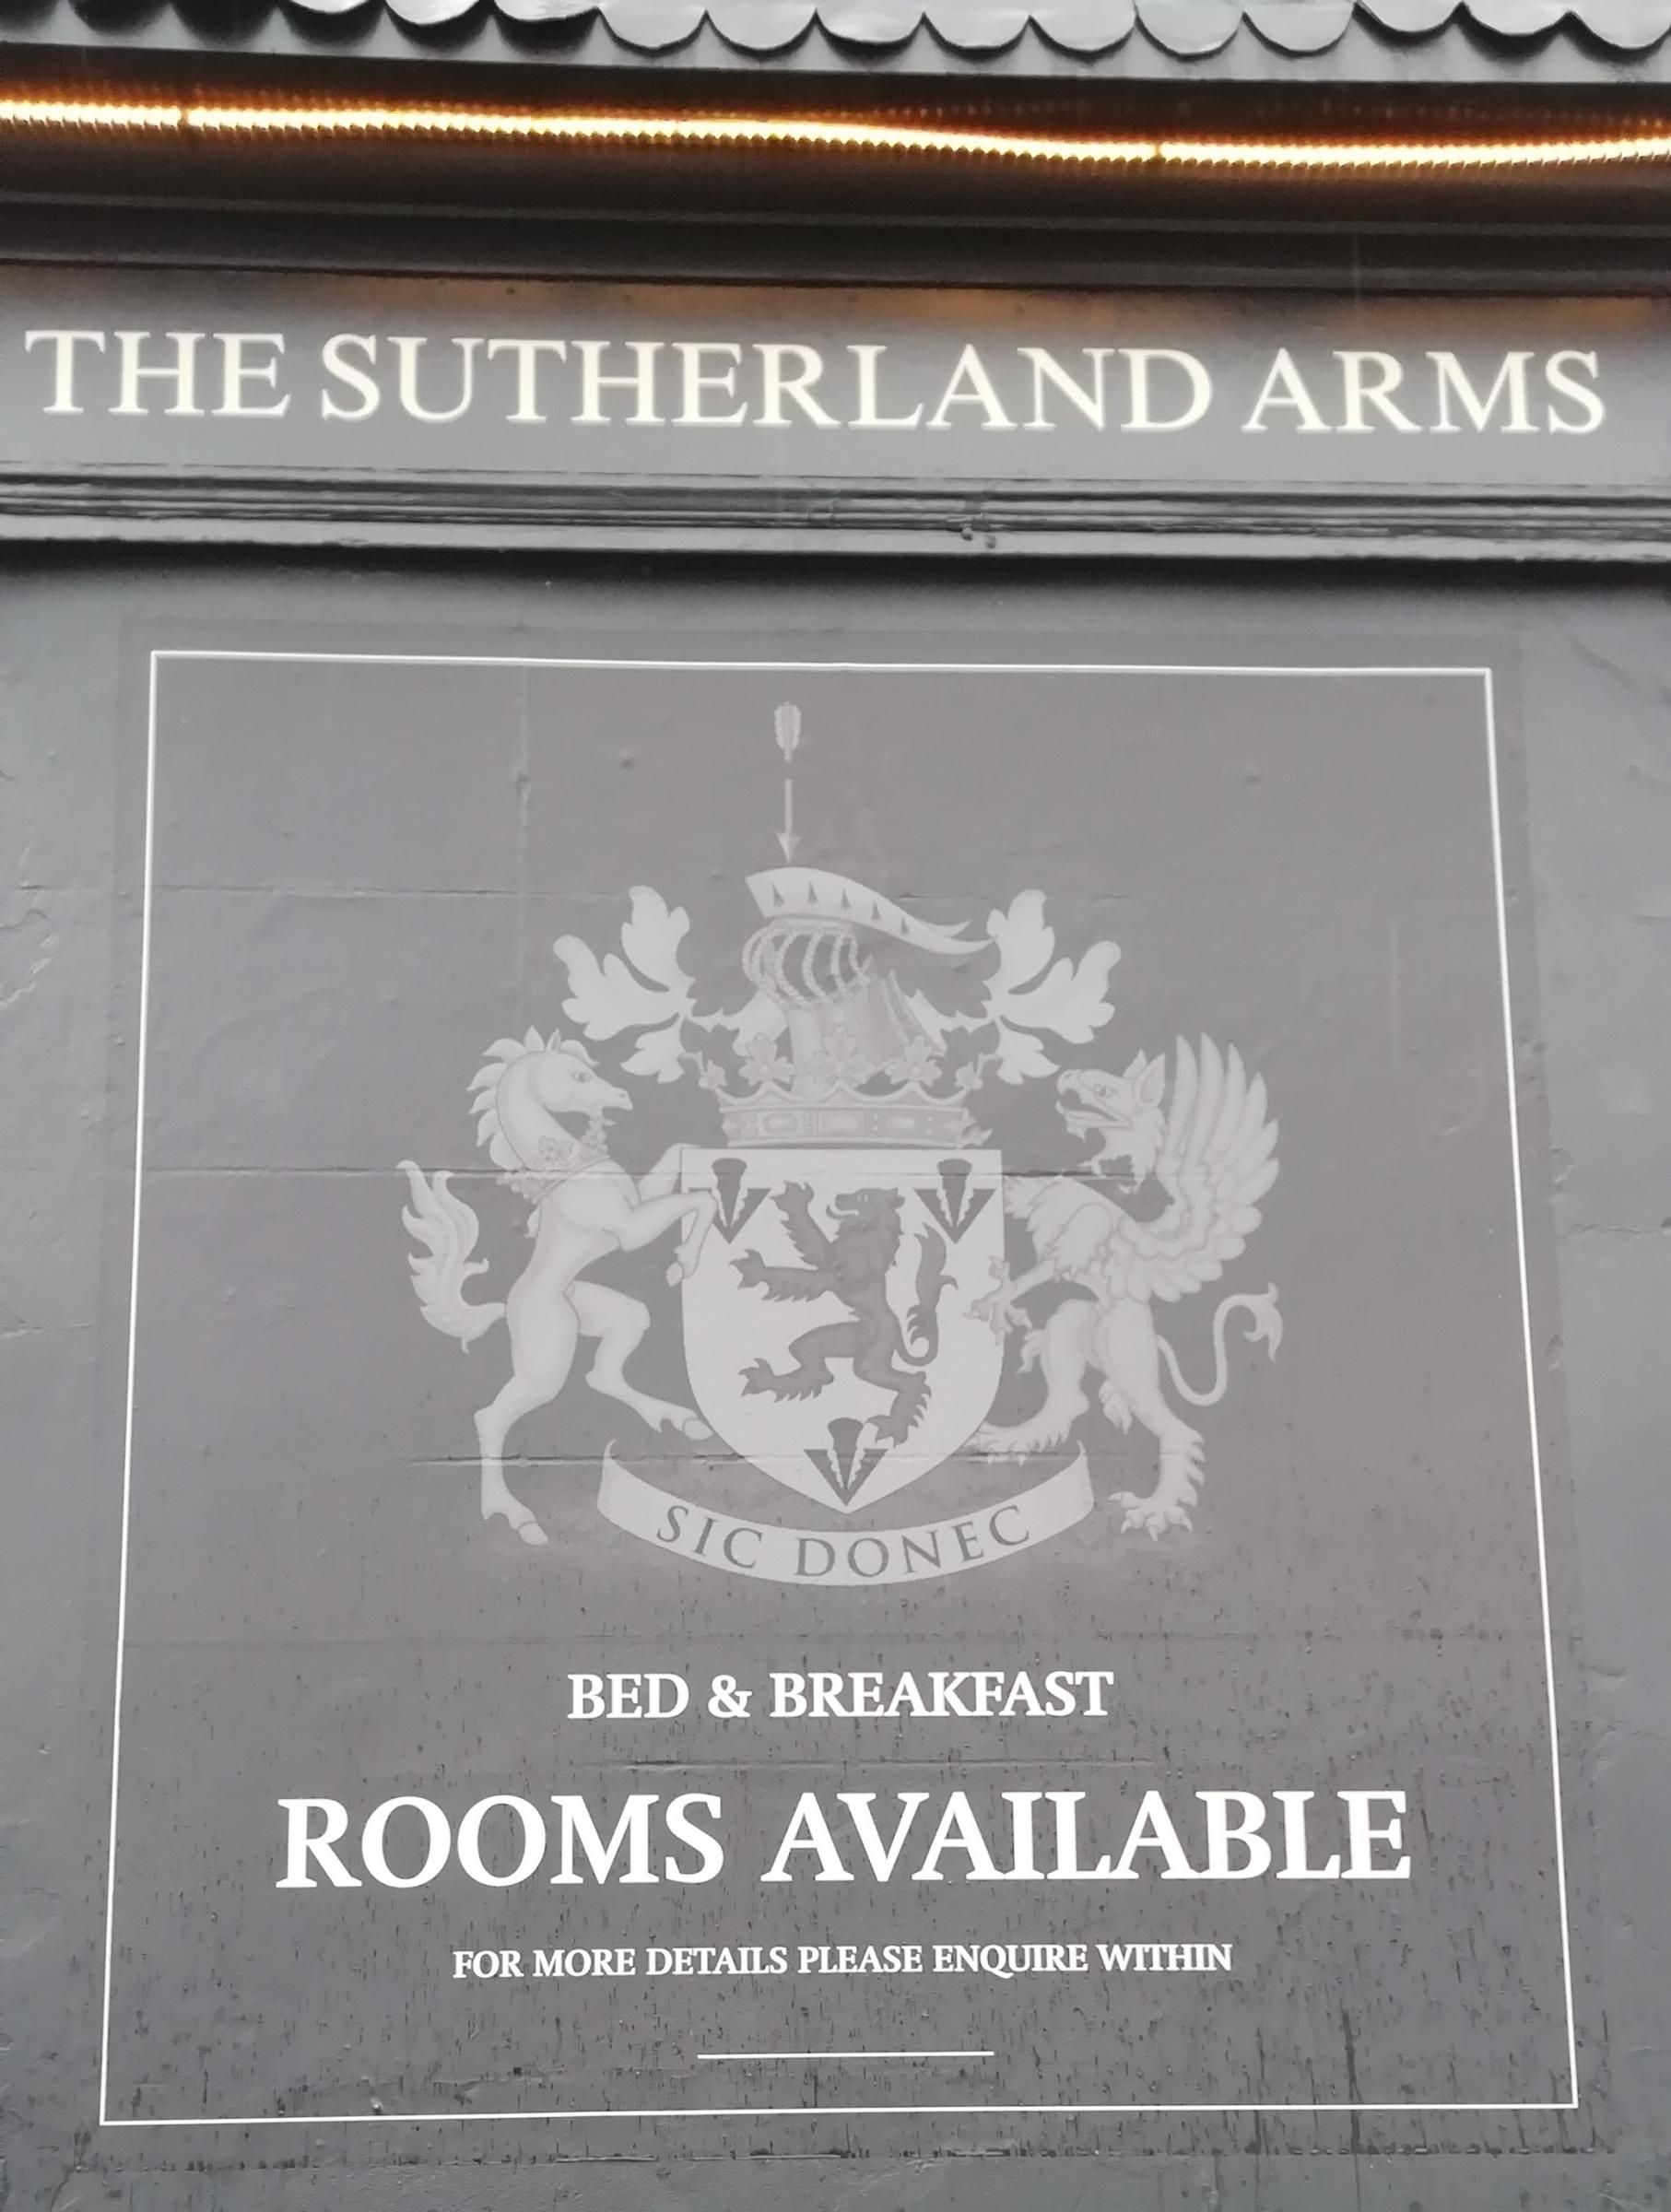 THE SUTHERLAND ARMS
SIC DONEC
BED & BREAKFAST
ROOMS AVAILABLE
FOR MORE DETAILS PLEASE ENQUIRE WITHIN